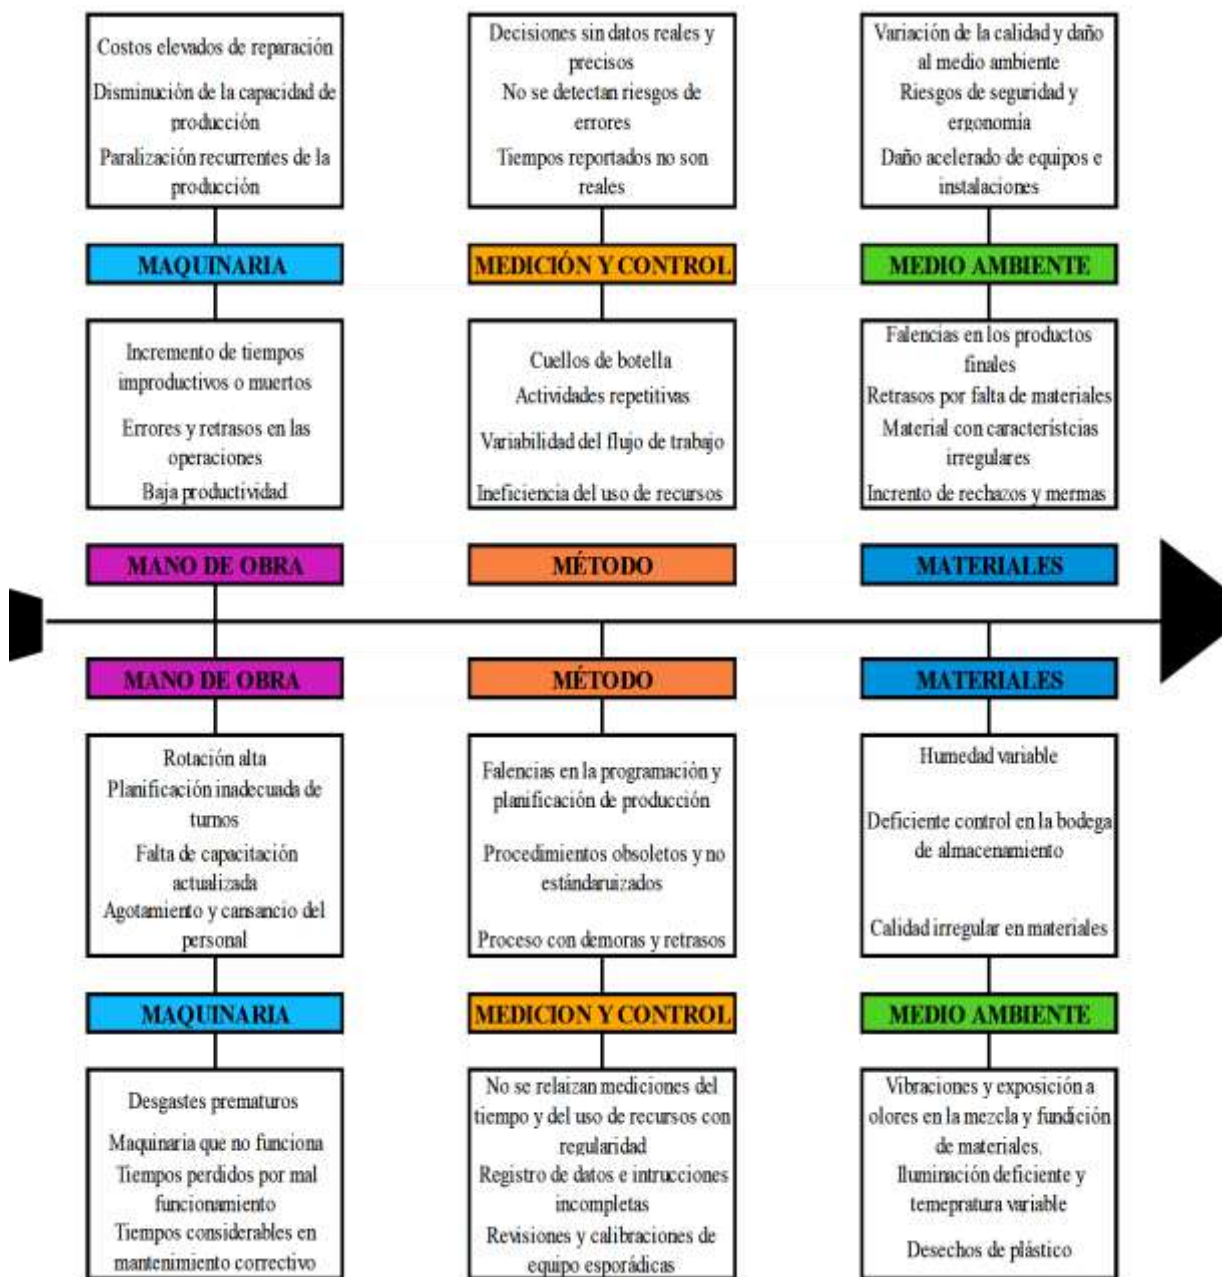 Costos elevados de reparación
Disminución de la capacidad de
producción
Paralización recurrentes de la
producción
Decisiones sin datos reales y
precisos
No se detectan riesgos de
errores
Tiempos reportados no son
reales
Variación de la calidad y daño
al medio ambiente
Riesgos de seguridad y
ergonomía
Daño acelerado de equipos e
instalaciones
MAQUINARIA
MEDICIÓN Y CONTROL
MEDIO AMBIENTE
Incremento de tiempos
improductivos o muertos
Errores y retrasos en las
operaciones
Baja productividad
Cuellos de botella
Actividades repetitivas
Variabilidad del flujo de trabajo
Ineficiencia del uso de recursos
Falencias en los productos
finales
Retrasos por falta de materiales
Material con característcias
irregulares
Incrento de rechazos y mermas
MANO DE OBRA
MÉTODO
MATERIALES
MANO DE OBRA
MÉTODO
MATERIALES
Rotación alta
Planificación inadecuada de
turnos
Falta de capacitación
actualizada
Agotamiento y cansancio del
personal
Falencias en la programación y
planificación de producción
Procedimientos obsoletos y no
estándaruizados
Proceso con demoras y retrasos
Humedad variable
Deficiente control en la bodega
de almacenamiento
Calidad irregular en materiales
MAQUINARIA
MEDICION Y CONTROL
MEDIO AMBIENTE
Desgastes prematuros
Maquinaria que no funciona
Tiempos perdidos por mal
funcionamiento
Tiempos considerables en
mantenimiento correctivo
No se relaizan mediciones del
tiempo y del uso de recursos con
regularidad
Registro de datos e intrucciones
incompletas
Revisiones y calibraciones de
equipo esporádicas
Vibraciones y exposición a
olores en la mezcla y fundición
de materiales.
Iluminación deficiente y
temepratura variable
Desechos de plástico